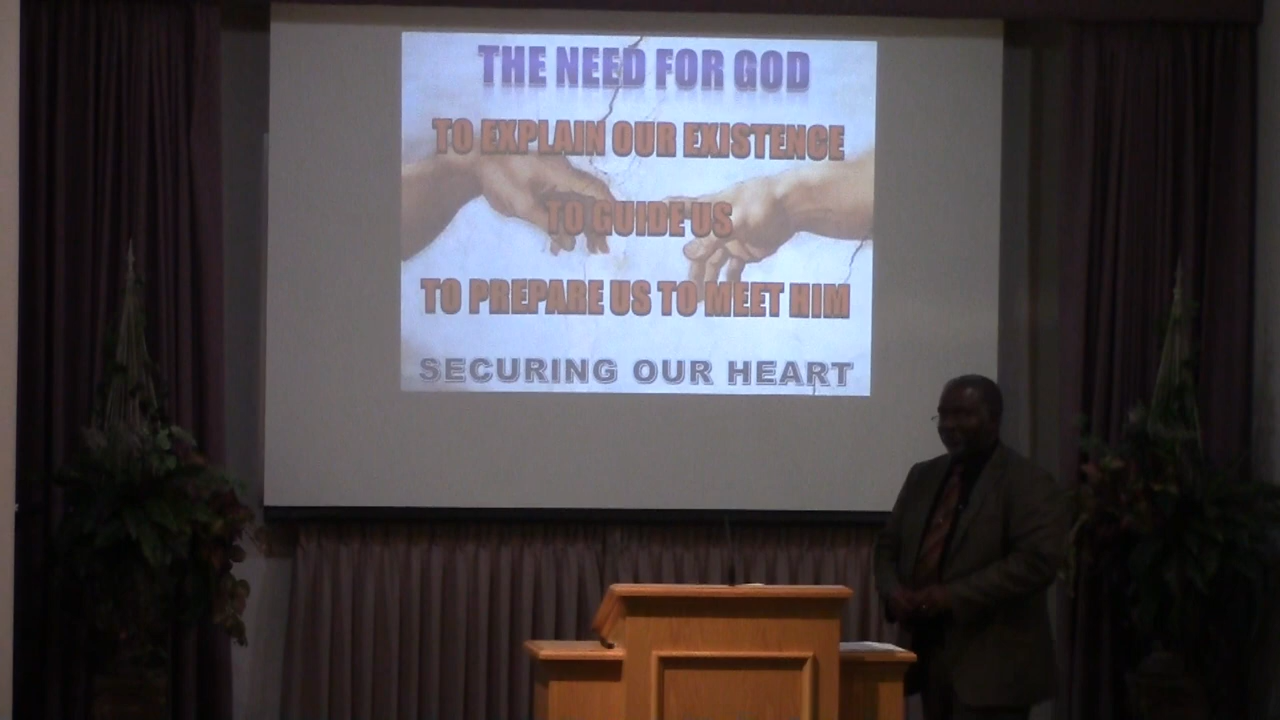 THE NEED FOR GOD
TO EXPLAIN OUR EXISTENCE
TO GUIDE US
TO PREPARE US TO MEET HIM
SECURING OUR HEART